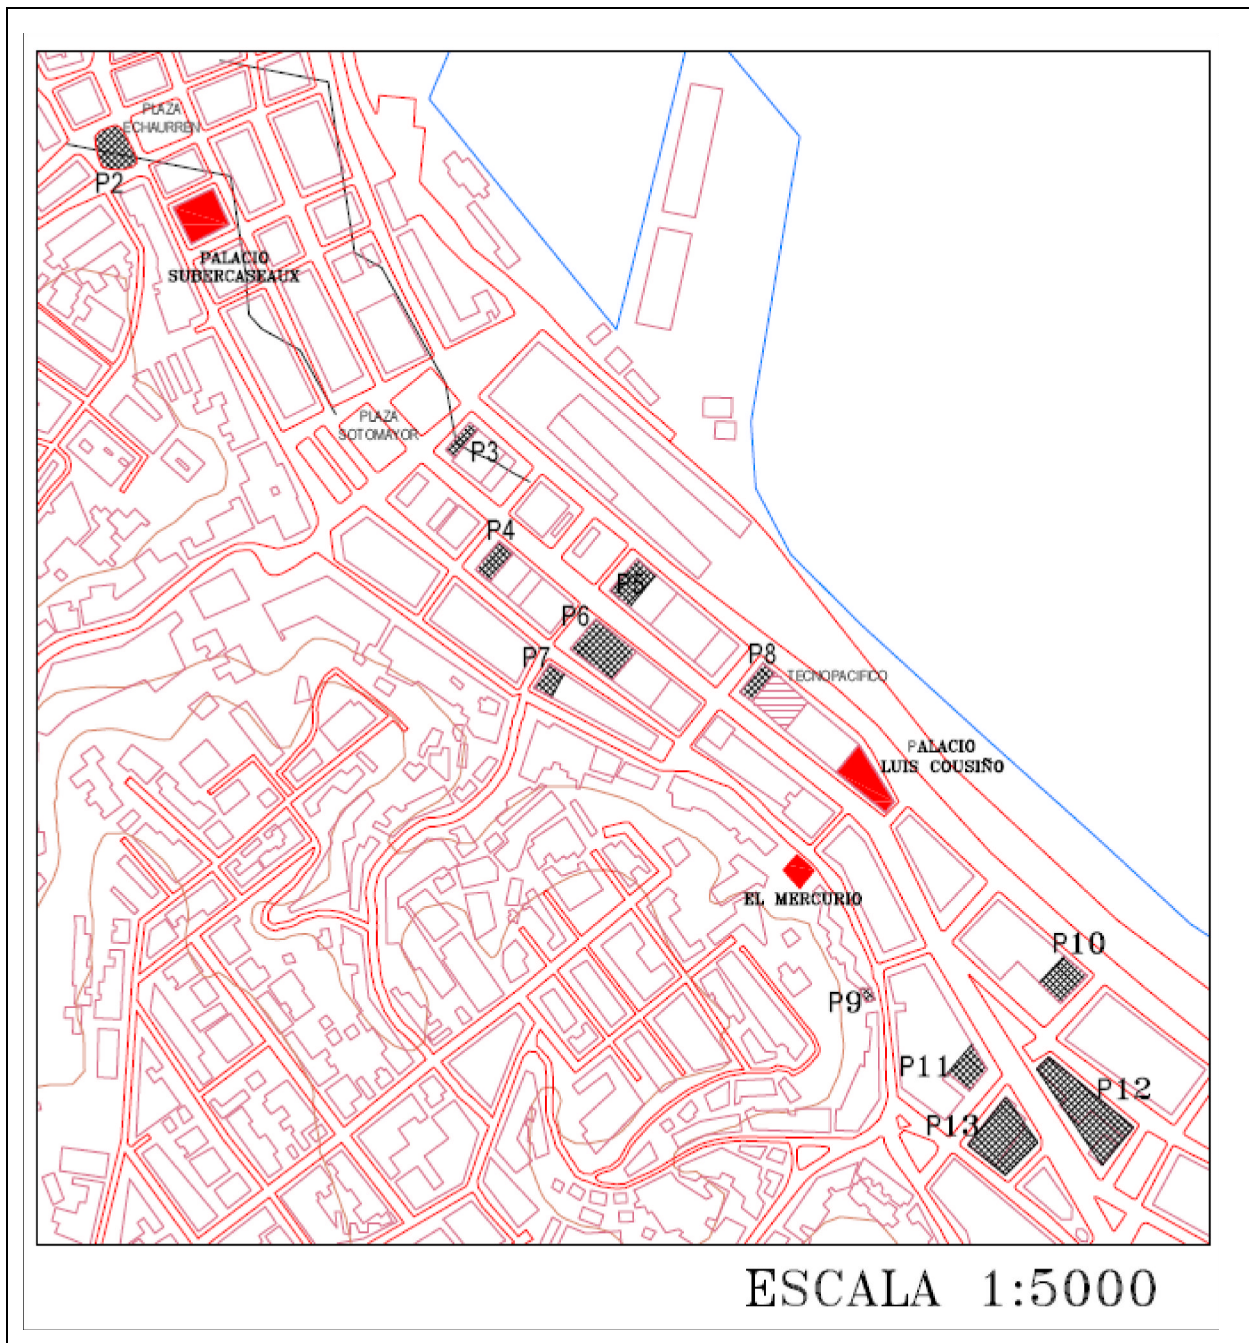 PLAZA
ECHAURREN
P2
PALACIO
SUBERCASEAUX
PLAZA
SOTOMAYOR
P3
P4
P5
P6
P7
P8
TECNOPACIFICO
PALACIO
LUIS COUSIÑO
EL MERCURIO
P10
P9
P11
P12
P13
ESCALA 1:5000